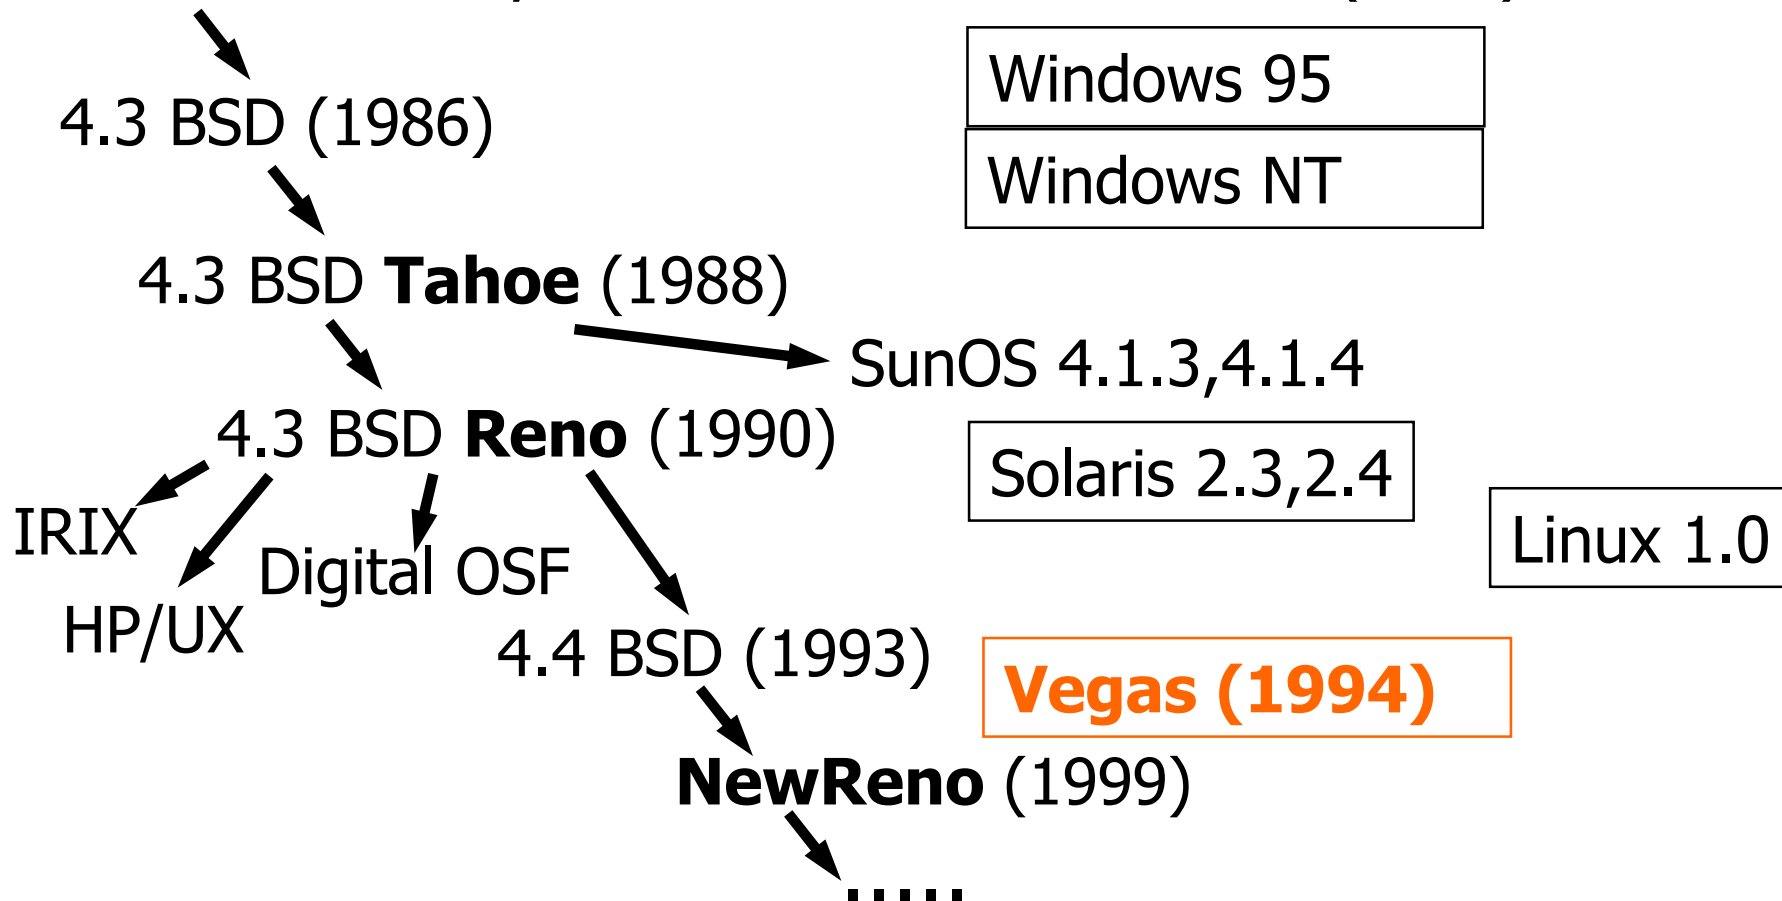 Windows 95
4.3 BSD (1986)
Windows NT
4.3 BSD Tahoe (1988)
SunOS 4.1.3,4.1.4
4.3 BSD Reno (1990)
Solaris 2.3,2.4
IRIX
Linux 1.0
Digital OSF
HP/UX
4.4 BSD (1993)
Vegas (1994)
NewReno (1999)
.....